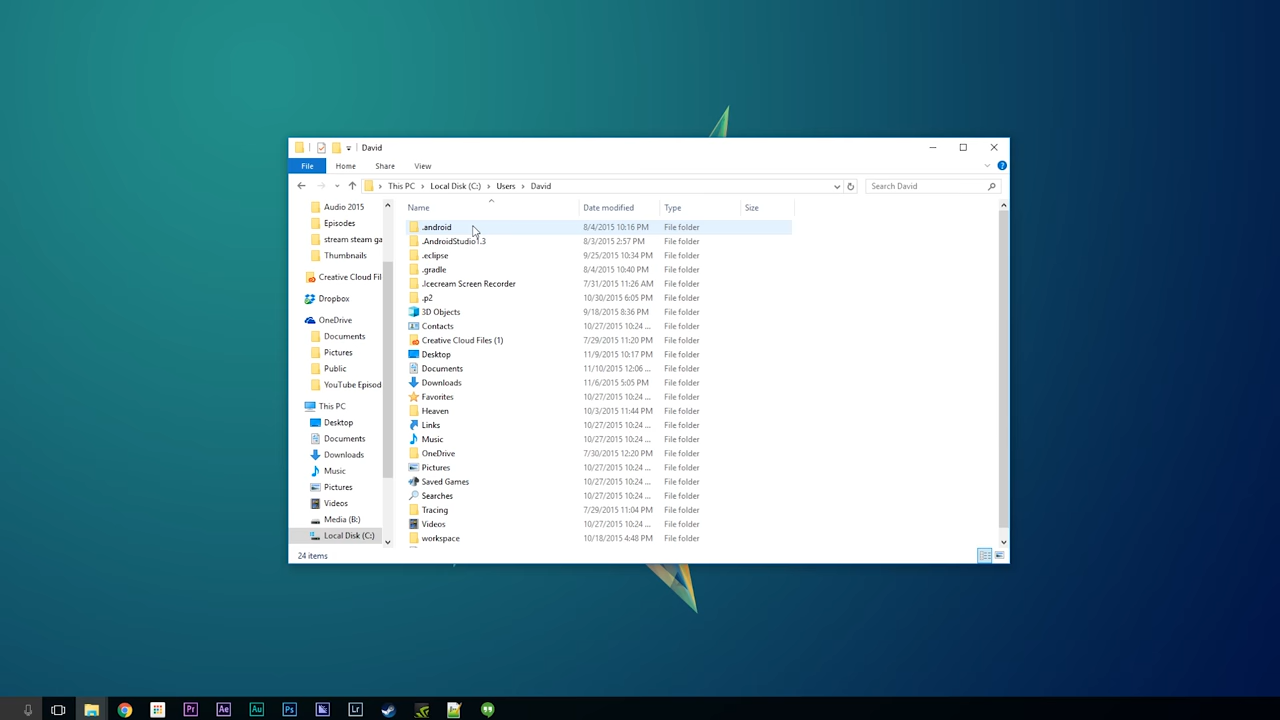 David
File Home Share View
This PC Local Disk (C:) Users David Search David
Name Date modified Type Size
Audio 2015
Episodes
stream steam ga
Thumbnails
Creative Cloud Fil
Dropbox
OneDrive
Documents
Pictures
Public
YouTube Episod
This PC
Desktop
Documents
Downloads
Music
Pictures
Videos
Media (B:)
Local Disk (C:)
.android 8/4/2015 10:16 PM File folder
.AndroidStudio1.3 8/3/2015 2:57 PM File folder
.eclipse 9/25/2015 10:34 PM File folder
.gradle 8/4/2015 10:40 PM File folder
.Icecream Screen Recorder 7/31/2015 11:26 AM File folder
.p2 10/30/2015 6:05 PM File folder
3D Objects 9/18/2015 8:36 PM File folder
Contacts 10/27/2015 10:24 ... File folder
Creative Cloud Files (1) 7/29/2015 11:20 PM File folder
Desktop 11/9/2015 10:17 PM File folder
Documents 11/10/2015 12:06 ... File folder
Downloads 11/6/2015 5:05 PM File folder
Favorites 10/27/2015 10:24 ... File folder
Heaven 10/3/2015 11:44 PM File folder
Links 10/27/2015 10:24 ... File folder
Music 10/27/2015 10:24 ... File folder
OneDrive 7/30/2015 12:20 PM File folder
Pictures 10/27/2015 10:24 ... File folder
Saved Games 10/27/2015 10:24 ... File folder
Searches 10/27/2015 10:24 ... File folder
Tracing 7/29/2015 11:04 PM File folder
Videos 10/27/2015 10:24 ... File folder
workspace 10/18/2015 4:48 PM File folder
24 items
Pr Ae Au Ps Lr